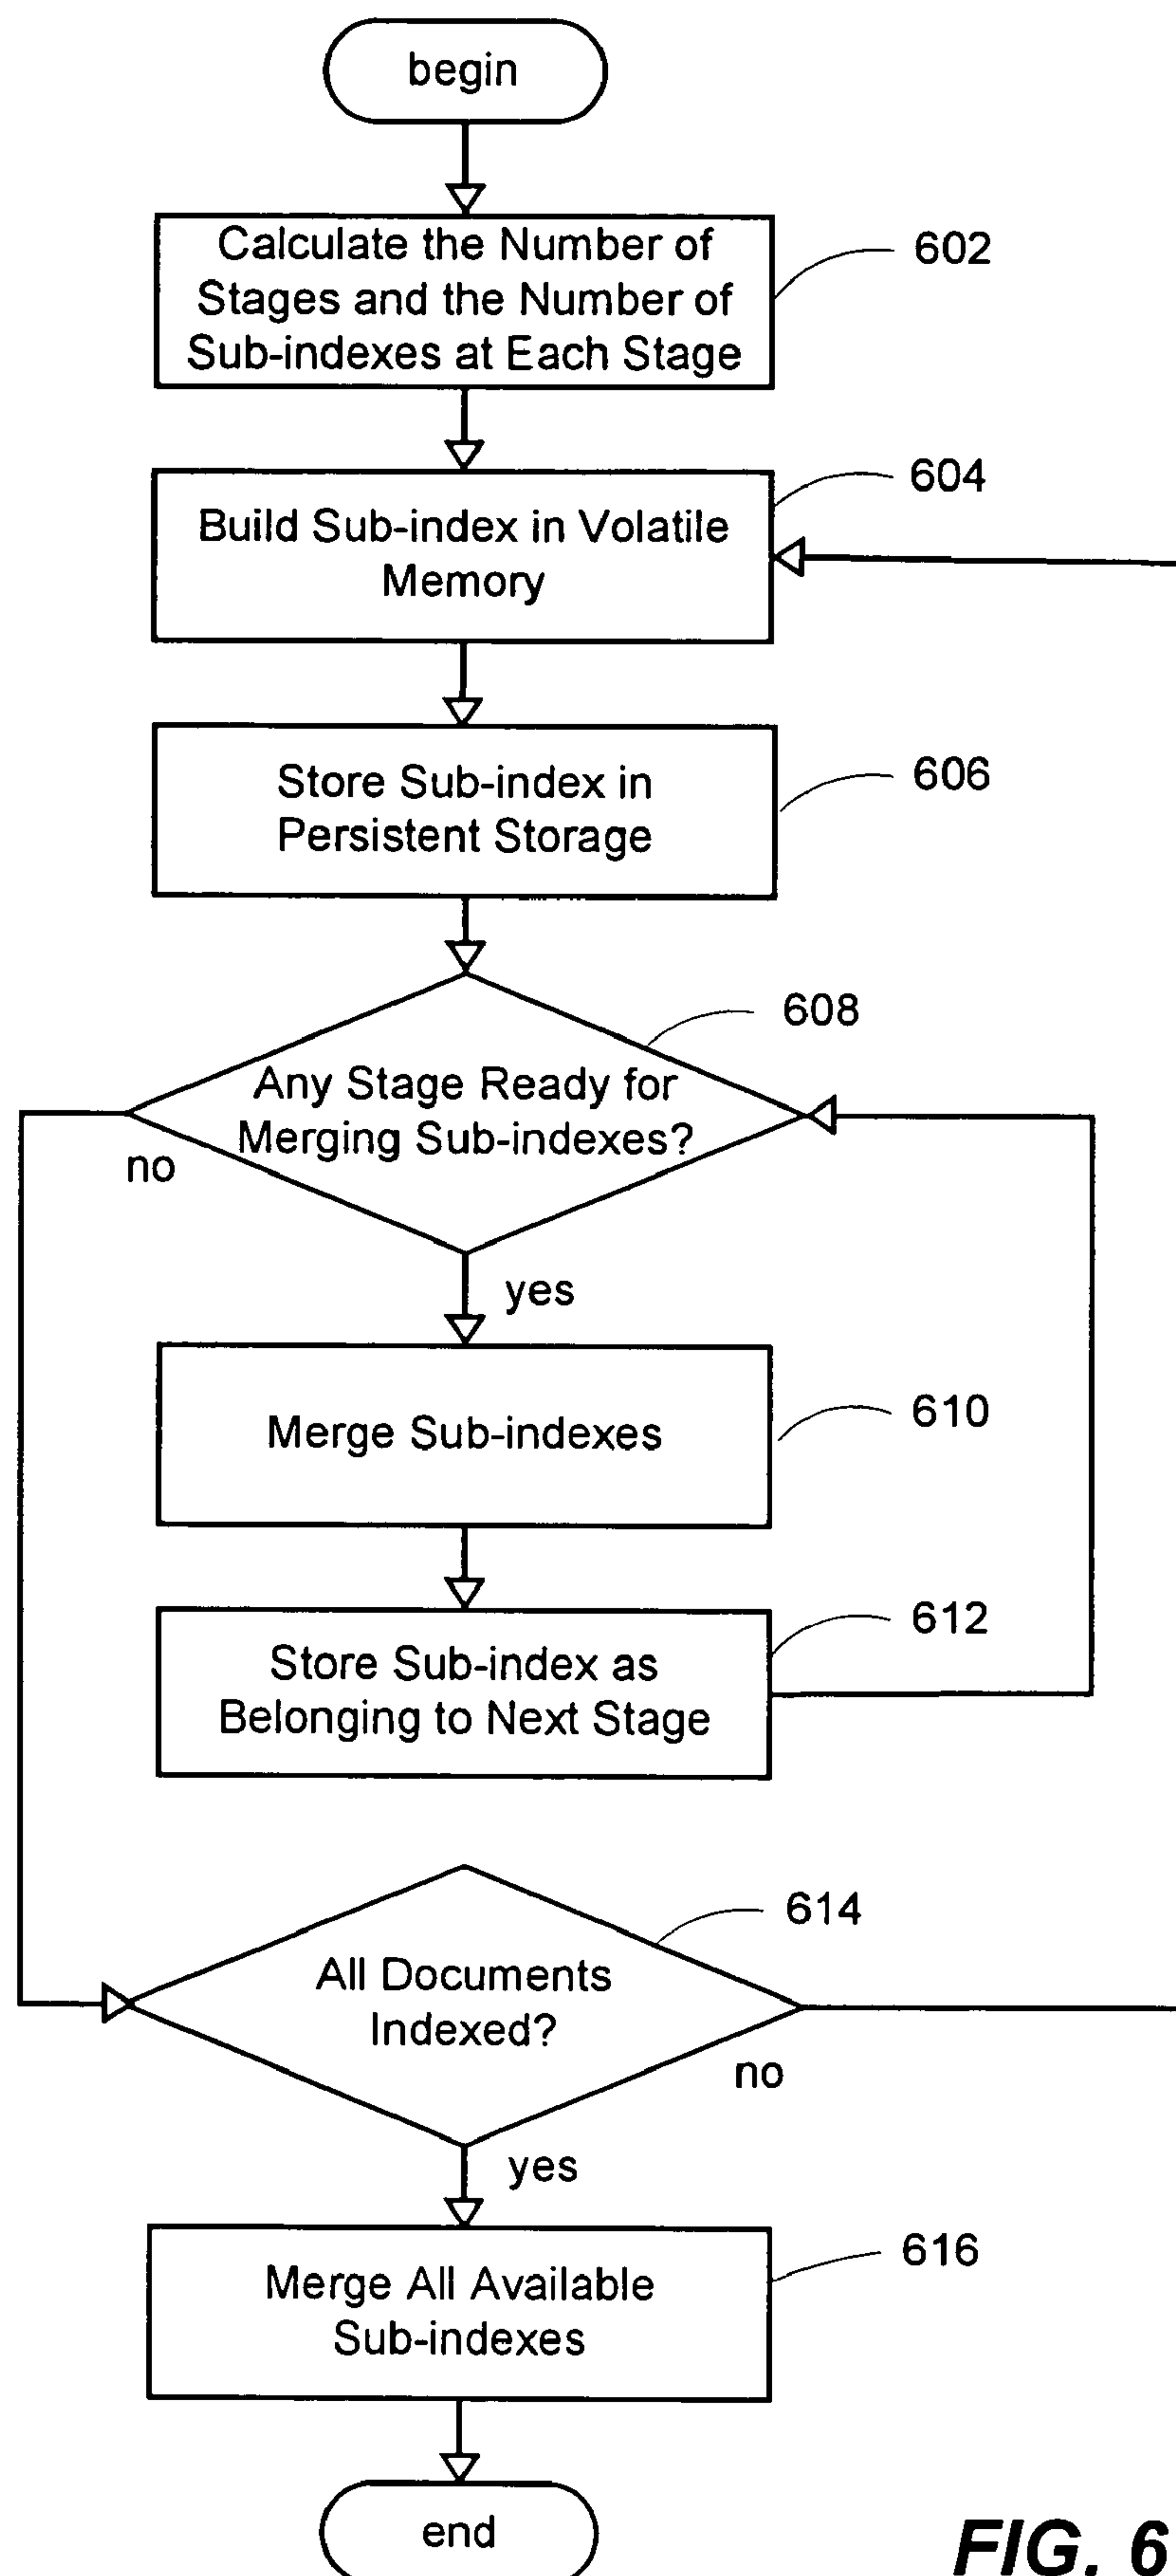 begin
Calculate the Number of
Stages and the Number of
Sub-indexes at Each Stage
602
Build Sub-index in Volatile
Memory
604
Store Sub-index in
Persistent Storage
606
Any Stage Ready for
Merging Sub-indexes?
608
no
yes
Merge Sub-indexes
610
Store Sub-index as
Belonging to Next Stage
612
All Documents
Indexed?
614
no
yes
Merge All Available
Sub-indexes
616
end
FIG. 6